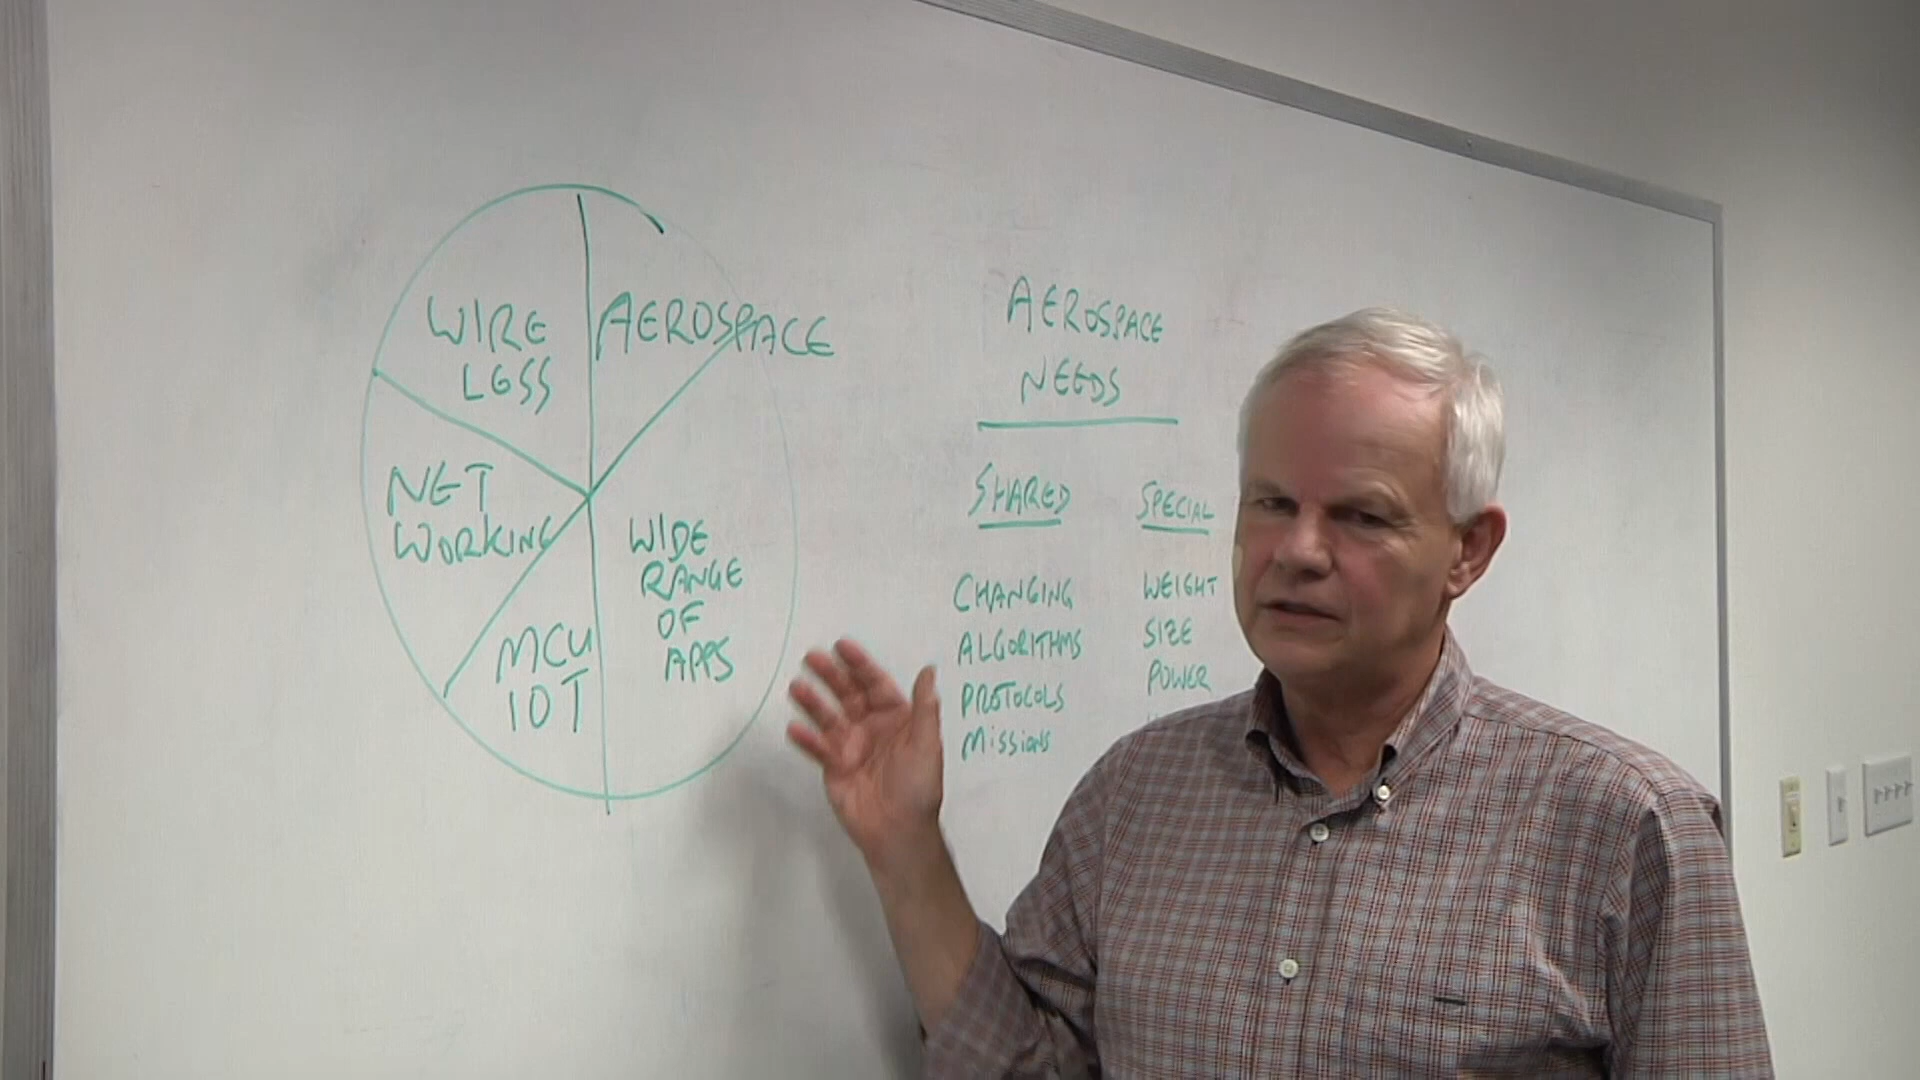 WIRE
LESS
AEROSPACE
NET
WORKING
MCU
IOT
WIDE
RANGE
OF
APPS
AEROSPACE
NEEDS
SHARED
CHANGING
ALGORITHMS
PROTOCOLS
MISSIONS
SPECIAL
WEIGHT
SIZE
POWER